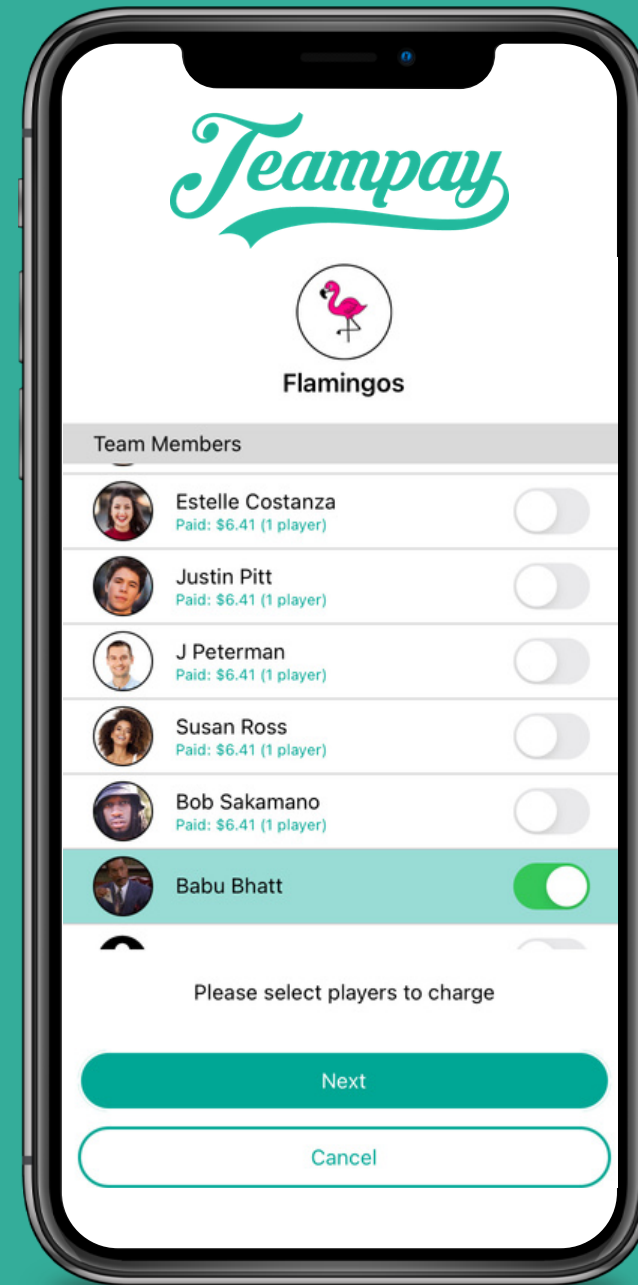 Teampay
Flamingos
Team Members
Estelle Costanza
Paid: $6.41 (1 player)
Justin Pitt
Paid: $6.41 (1 player)
J Peterman
Paid: $6.41 (1 player)
Susan Ross
Paid: $6.41 (1 player)
Bob Sakamano
Paid: $6.41 (1 player)
Babu Bhatt
Please select players to charge
Next
Cancel